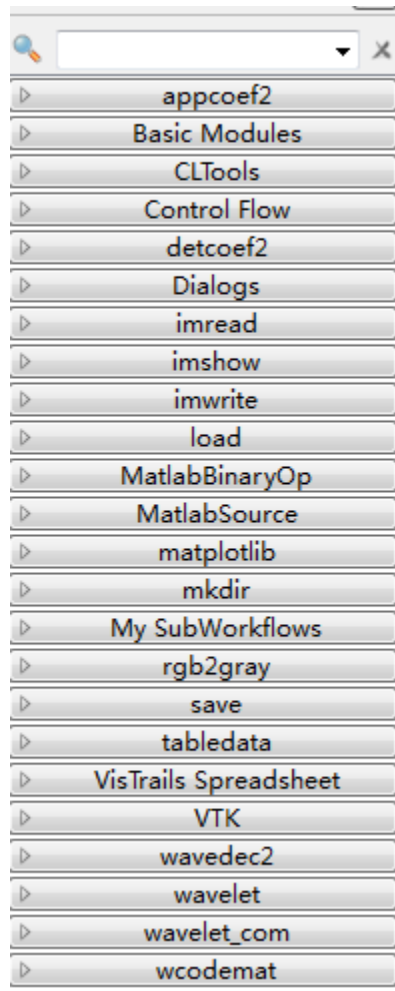 appcoef2
Basic Modules
CLTools
Control Flow
detcoef2
Dialogs
imread
imshow
imwrite
load
MatlabBinaryOp
MatlabSource
matplotlib
mkdir
My SubWorkflows
rgb2gray
save
tabledata
VisTrails Spreadsheet
VTK
wavedec2
wavelet
wavelet_com
wcodemat